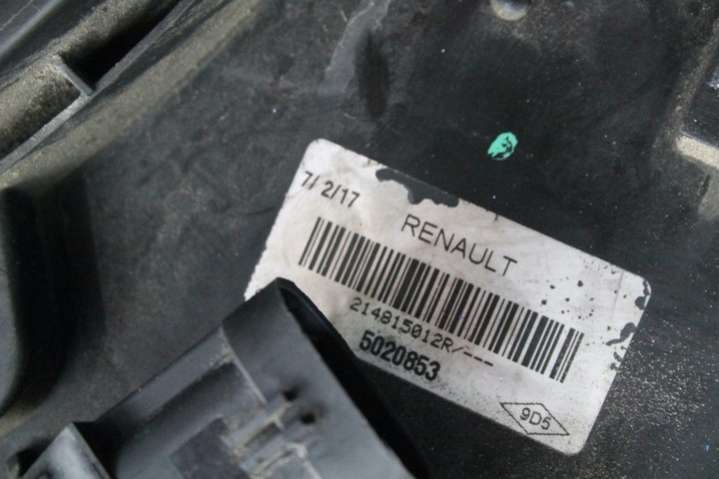 7/ 2/17
RENAULT
214815012R/---
5020853
9D5